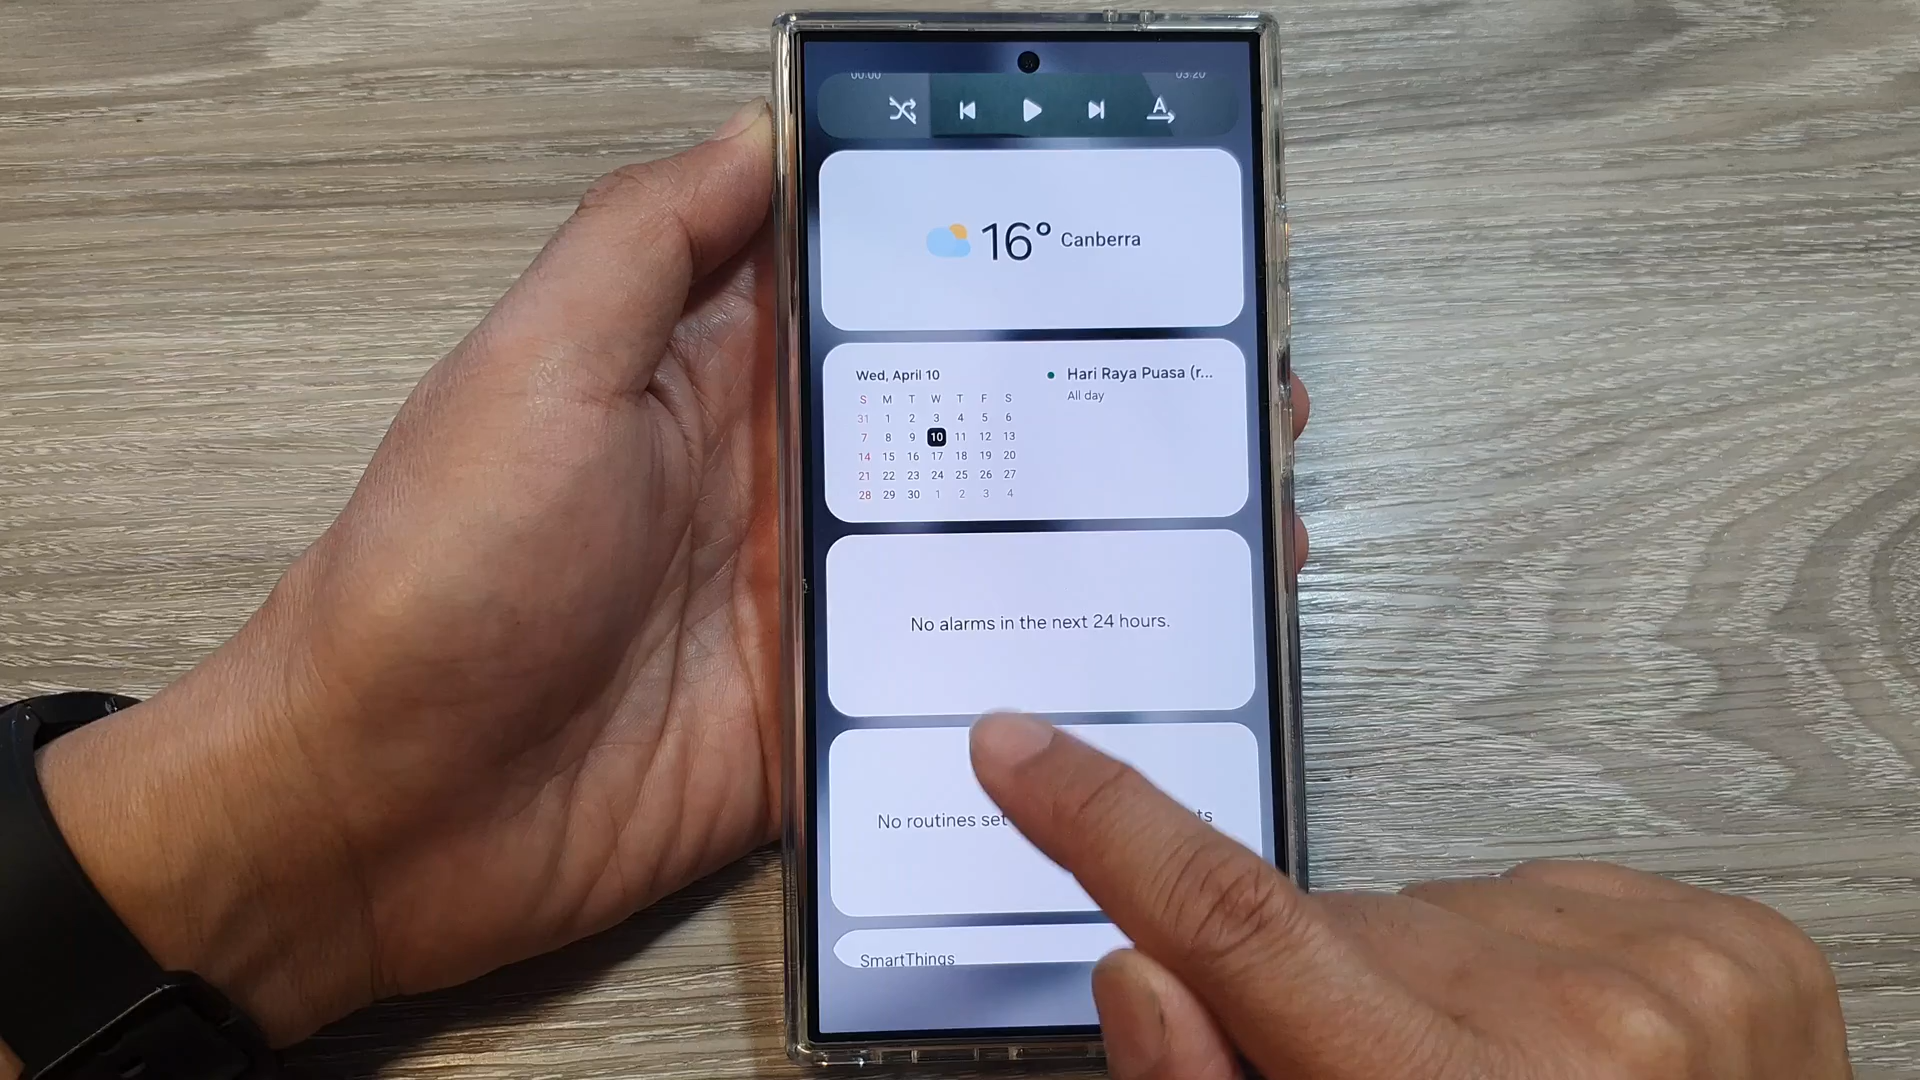 00:00 03:20
A
16° Canberra
Wed, April 10
S M T W T F S
31 1 2 3 4 5 6
7 8 9 10 11 12 13
14 15 16 17 18 19 20
21 22 23 24 25 26 27
28 29 30 1 2 3 4
Hari Raya Puasa (r...
All day
No alarms in the next 24 hours.
No routines set
SmartThings